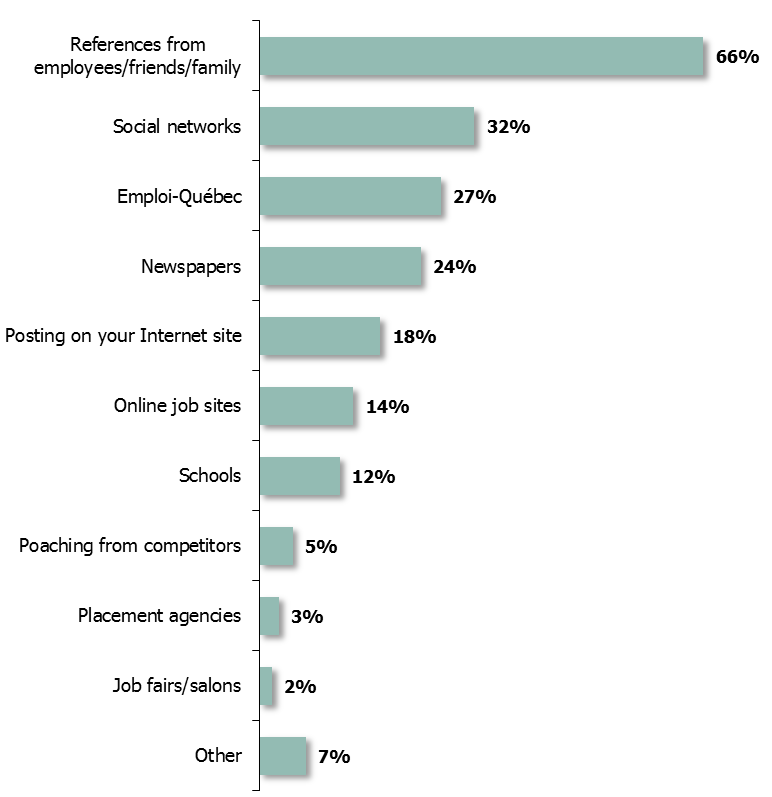 References from
employees/friends/family
66%
Social networks
32%
Emploi-Québec
27%
Newspapers
24%
Posting on your Internet site
18%
Online job sites
14%
Schools
12%
Poaching from competitors
5%
Placement agencies
3%
Job fairs/salons
2%
Other
7%